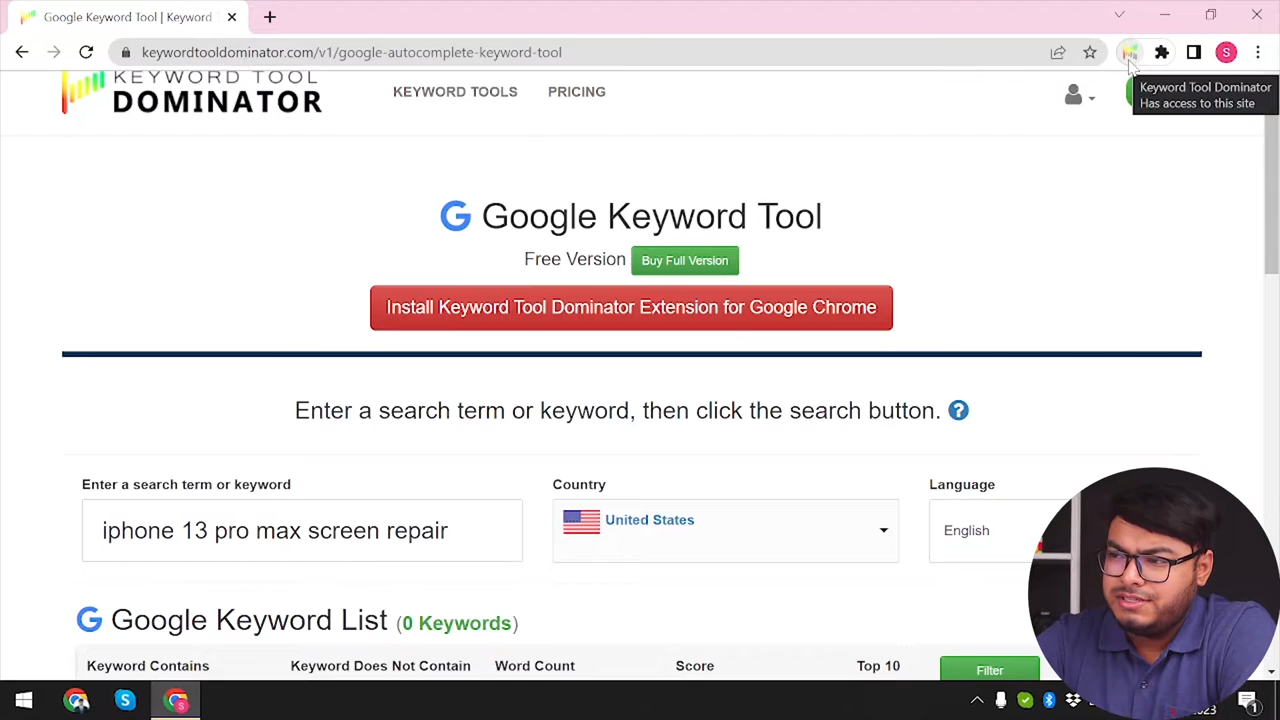 Google Keyword Tool | Keyword T
keywordtooldominator.com/v1/google-autocomplete-keyword-tool
S
Keyword Tool Dominator
Has access to this site
KEYWORD TOOL
DOMINATOR
KEYWORD TOOLS
PRICING
Google Keyword Tool
Free Version
Buy Full Version
Install Keyword Tool Dominator Extension for Google Chrome
Enter a search term or keyword, then click the search button.
Enter a search term or keyword
Country
Language
iphone 13 pro max screen repair
United States
English
Google Keyword List (0 Keywords)
Keyword Contains
Keyword Does Not Contain
Word Count
Score
Top 10
Filter